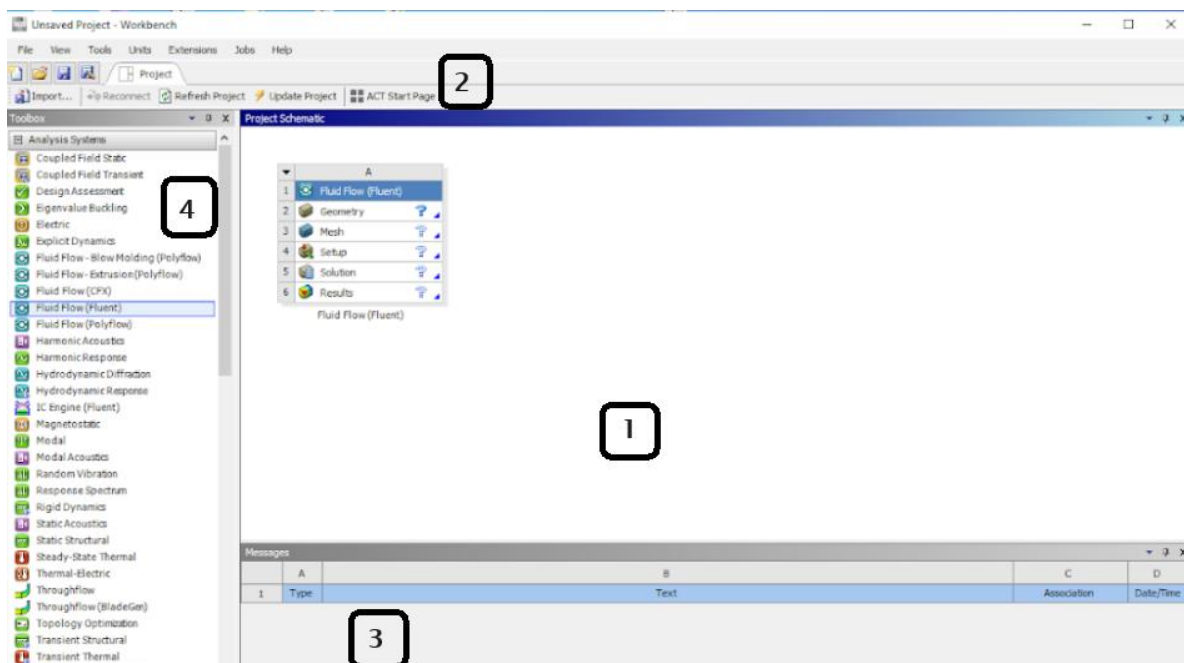 Unsaved Project - Workbench
File View Tools Units Extensions Jobs Help
Project
2
Import... Reconnect Refresh Project Update Project ACT Start Page
Toolbox
Analysis Systems
Coupled Field Static
Coupled Field Transient
Design Assessment
Eigenvalue Buckling
Electric
Explicit Dynamics
Fluid Flow - Blow Molding (Polyflow)
Fluid Flow - Extrusion (Polyflow)
Fluid Flow (CFX)
Fluid Flow (Fluent)
Fluid Flow (Polyflow)
Harmonic Acoustics
Harmonic Response
Hydrodynamic Diffraction
Hydrodynamic Response
IC Engine (Fluent)
Magnetostatic
Modal
Modal Acoustics
Random Vibration
Response Spectrum
Rigid Dynamics
Static Acoustics
Static Structural
Steady-State Thermal
Thermal-Electric
Throughflow
Throughflow (BladeGen)
Topology Optimization
Transient Structural
Transient Thermal
4
Project Schematic
A
1 Fluid Flow (Fluent)
2 Geometry ?
3 Mesh ?
4 Setup ?
5 Solution ?
6 Results ?
Fluid Flow (Fluent)
1
Messages
A B C D
1 Type Text Association Date/Time
3